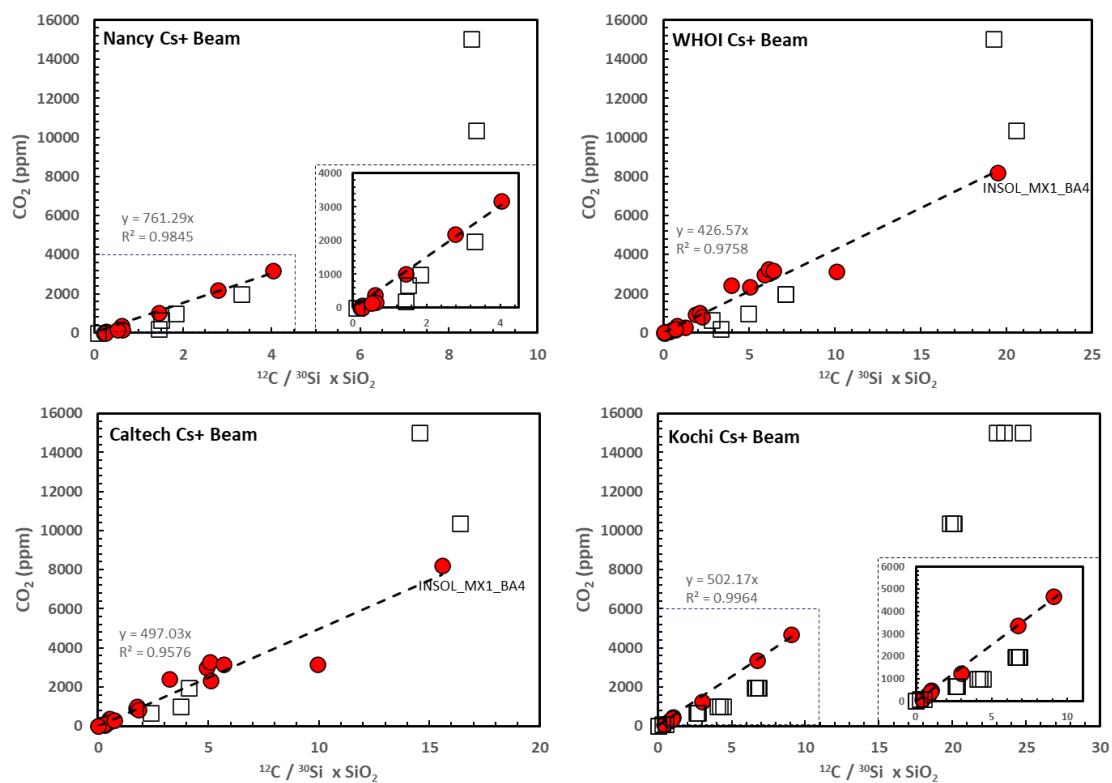 Nancy Cs+ Beam
CO₂ (ppm)
16000
14000
12000
10000
8000
6000
4000
2000
0
y = 761.29x
R² = 0.9845
4000
3000
2000
1000
0
0 2 4
0 2 4 6 8 10
¹²C / ³⁰Si x SiO₂
WHOI Cs+ Beam
CO₂ (ppm)
16000
14000
12000
10000
8000
6000
4000
2000
0
INSOL_MX1_BA4
y = 426.57x
R² = 0.9758
0 5 10 15 20 25
¹²C / ³⁰Si x SiO₂
Caltech Cs+ Beam
CO₂ (ppm)
16000
14000
12000
10000
8000
6000
4000
2000
0
INSOL_MX1_BA4
y = 497.03x
R² = 0.9576
0 5 10 15 20
¹²C / ³⁰Si x SiO₂
Kochi Cs+ Beam
CO₂ (ppm)
16000
14000
12000
10000
8000
6000
4000
2000
0
y = 502.17x
R² = 0.9964
6000
5000
4000
3000
2000
1000
0
0 5 10
0 5 10 15 20 25 30
¹²C / ³⁰Si x SiO₂